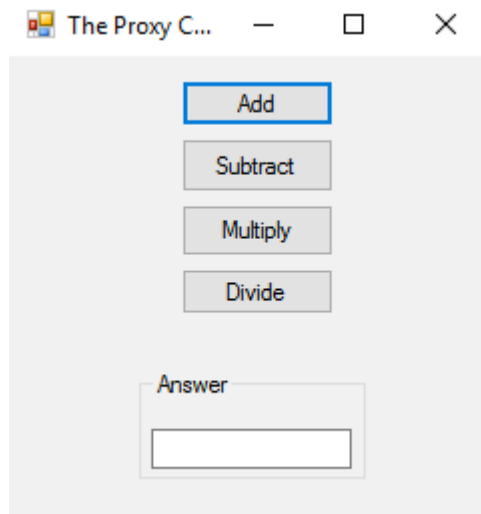 The Proxy C...
Add
Subtract
Multiply
Divide
Answer